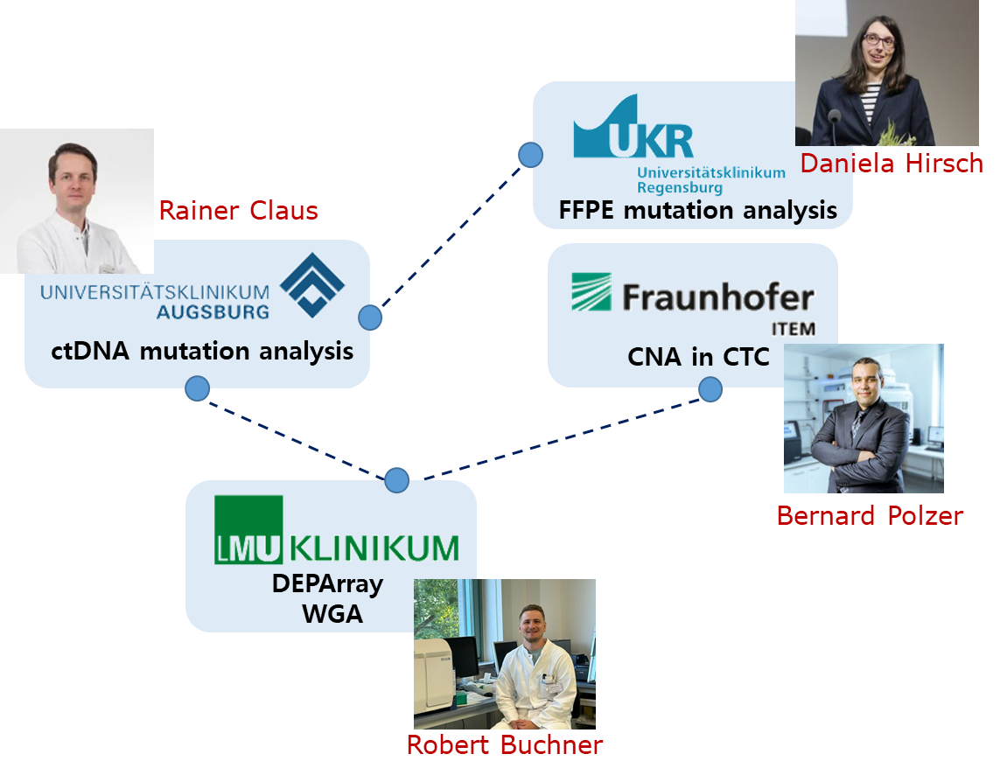 Daniela Hirsch
UKR
Universitätsklinikum
Regensburg
FFPE mutation analysis
Rainer Claus
UNIVERSITÄTSKLINIKUM
AUGSBURG
ctDNA mutation analysis
Fraunhofer
ITEM
CNA in CTC
Bernard Polzer
LMU KLINIKUM
DEPArray
WGA
Robert Buchner